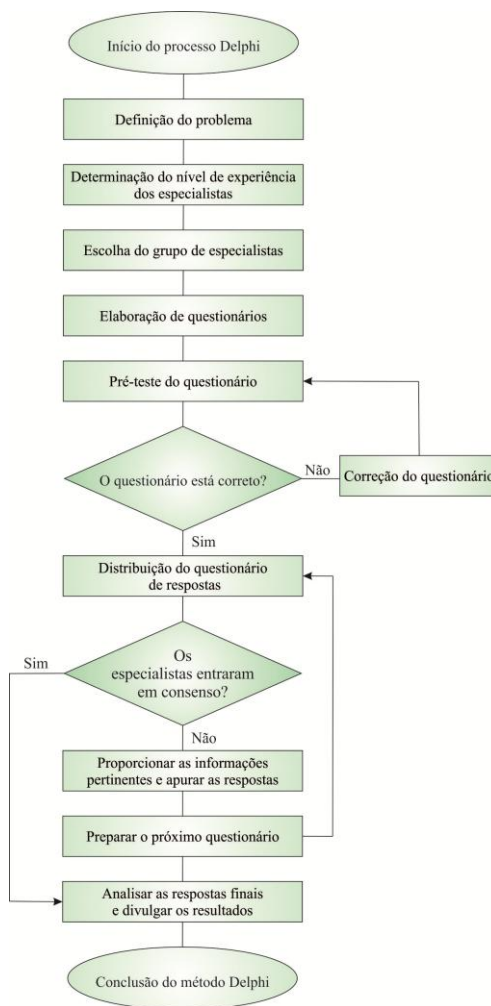 Início do processo Delphi
Definição do problema
Determinação do nível de experiência
dos especialistas
Escolha do grupo de especialistas
Elaboração de questionários
Pré-teste do questionário
O questionário está correto?
Não
Correção do questionário
Sim
Distribuição do questionário
de respostas
Sim
Os
especialistas entraram
em consenso?
Não
Proporcionar as informações
pertinentes e apurar as respostas
Preparar o próximo questionário
Analisar as respostas finais
e divulgar os resultados
Conclusão do método Delphi